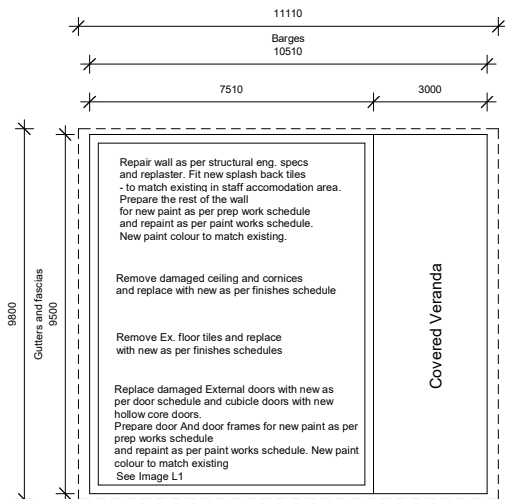 11110
Barges
10510
7510
3000
9800
Gutters and fascias
9500
Repair wall as per structural eng. specs
and replaster. Fit new splash back tiles
- to match existing in staff accomodation area.
Prepare the rest of the wall
for new paint as per prep work schedule
and repaint as per paint works schedule.
New paint colour to match existing.
Remove damaged ceiling and cornices
and replace with new as per finishes schedule
Remove Ex. floor tiles and replace
with new as per finishes schedules
Replace damaged External doors with new as
per door schedule and cubicle doors with new
hollow core doors.
Prepare door And door frames for new paint as per
prep works schedule
and repaint as per paint works schedule. New paint
colour to match existing
See Image L1
Covered Veranda